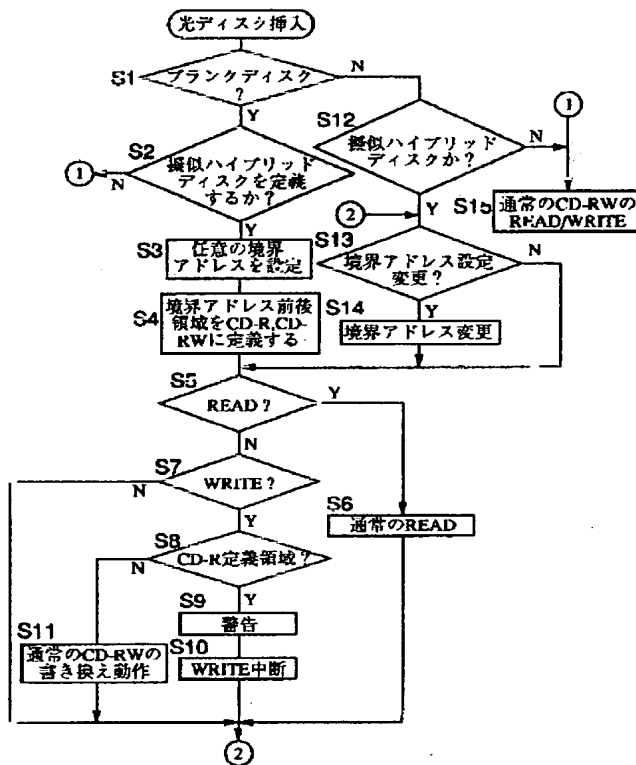 光ディスク挿入
S1
ブランクディスク
?
N
Y
S12
擬似ハイブリッド
ディスクか?
N
Y
1
S2
擬似ハイブリッド
ディスクを定義
するか?
N
Y
1
S15
通常のCD-RWの
READ/WRITE
2
S3
任意の境界
アドレスを設定
S13
境界アドレス設定
変更?
N
Y
S4
境界アドレス前後
領域をCD-R,CD-
RWに定義する
S14
境界アドレス変更
S5
READ?
Y
N
S7
WRITE?
N
Y
S6
通常のREAD
S8
CD-R定義領域?
N
Y
S9
警告
S10
WRITE中断
S11
通常のCD-RWの
書き換え動作
2